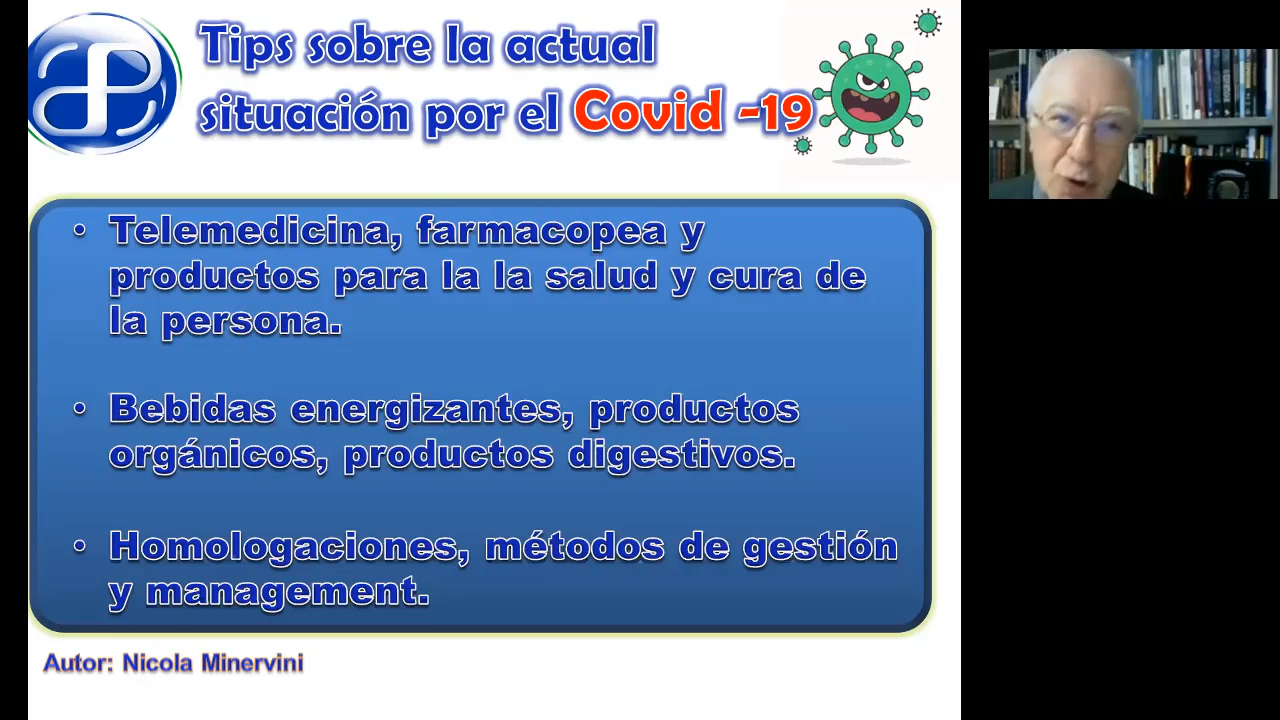 Tips sobre la actual
situación por el Covid -19
• Telemedicina, farmacopea y
productos para la la salud y cura de
la persona.
• Bebidas energizantes, productos
orgánicos, productos digestivos.
• Homologaciones, métodos de gestión
y management.
Autor: Nicola Minervini